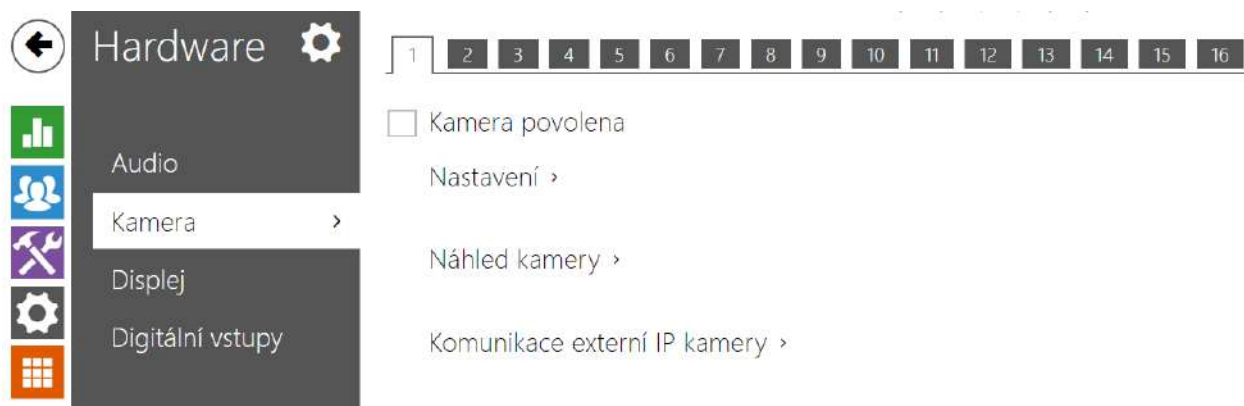 Hardware
1 2 3 4 5 6 7 8 9 10 11 12 13 14 15 16
Audio
Kamera >
Displej
Digitální vstupy
Kamera povolena
Nastavení >
Náhled kamery >
Komunikace externí IP kamery >